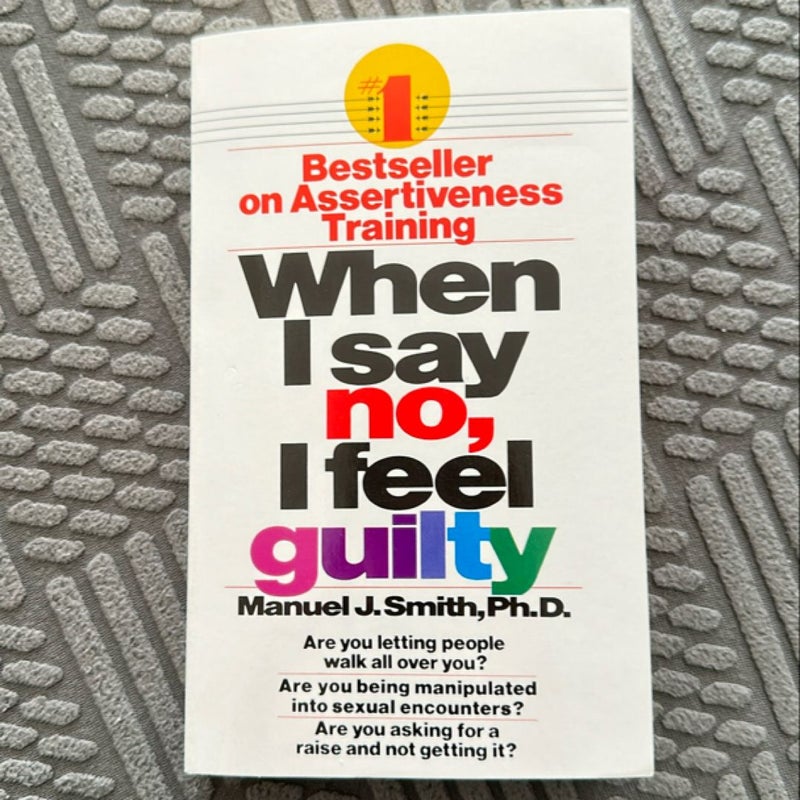 #1
Bestseller
on Assertiveness
Training
When
I say
no,
I feel
guilty
Manuel J. Smith, Ph.D.
Are you letting people
walk all over you?
Are you being manipulated
into sexual encounters?
Are you asking for a
raise and not getting it?